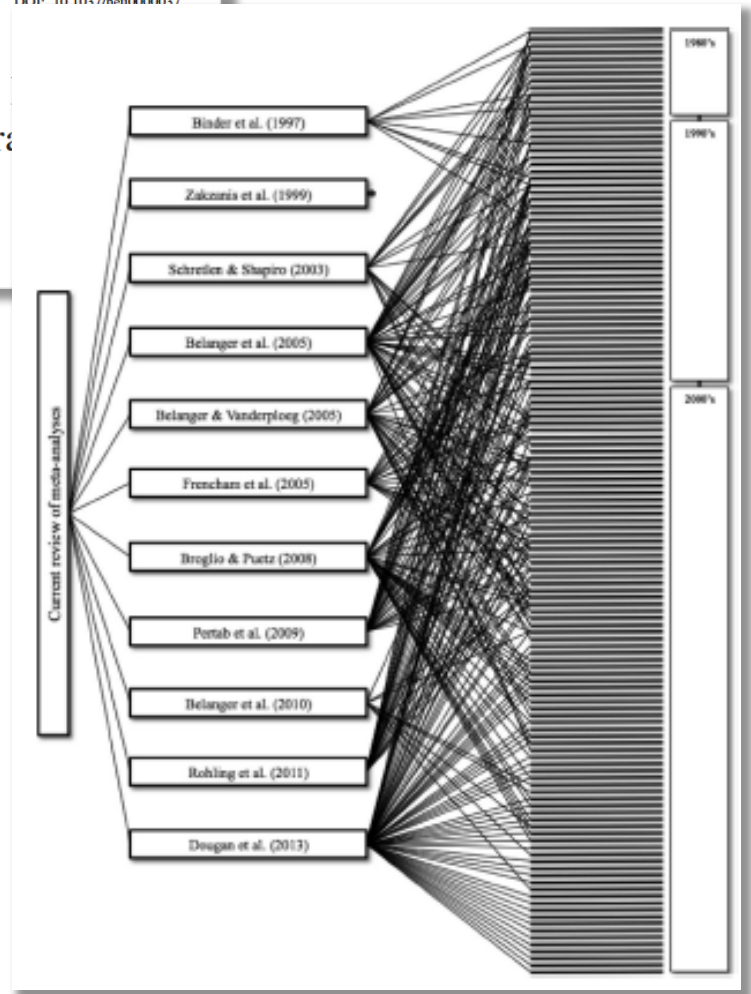 ra
Current review of meta-analyses
Binder et al. (1997)
Zakzanis et al. (1999)
Schretlen & Shapiro (2003)
Belanger et al. (2005)
Belanger & Vanderploeg (2005)
Frencham et al. (2005)
Broglio & Puetz (2008)
Pertab et al. (2009)
Belanger et al. (2010)
Rohling et al. (2011)
Dougan et al. (2013)
1980's
1990's
2000's